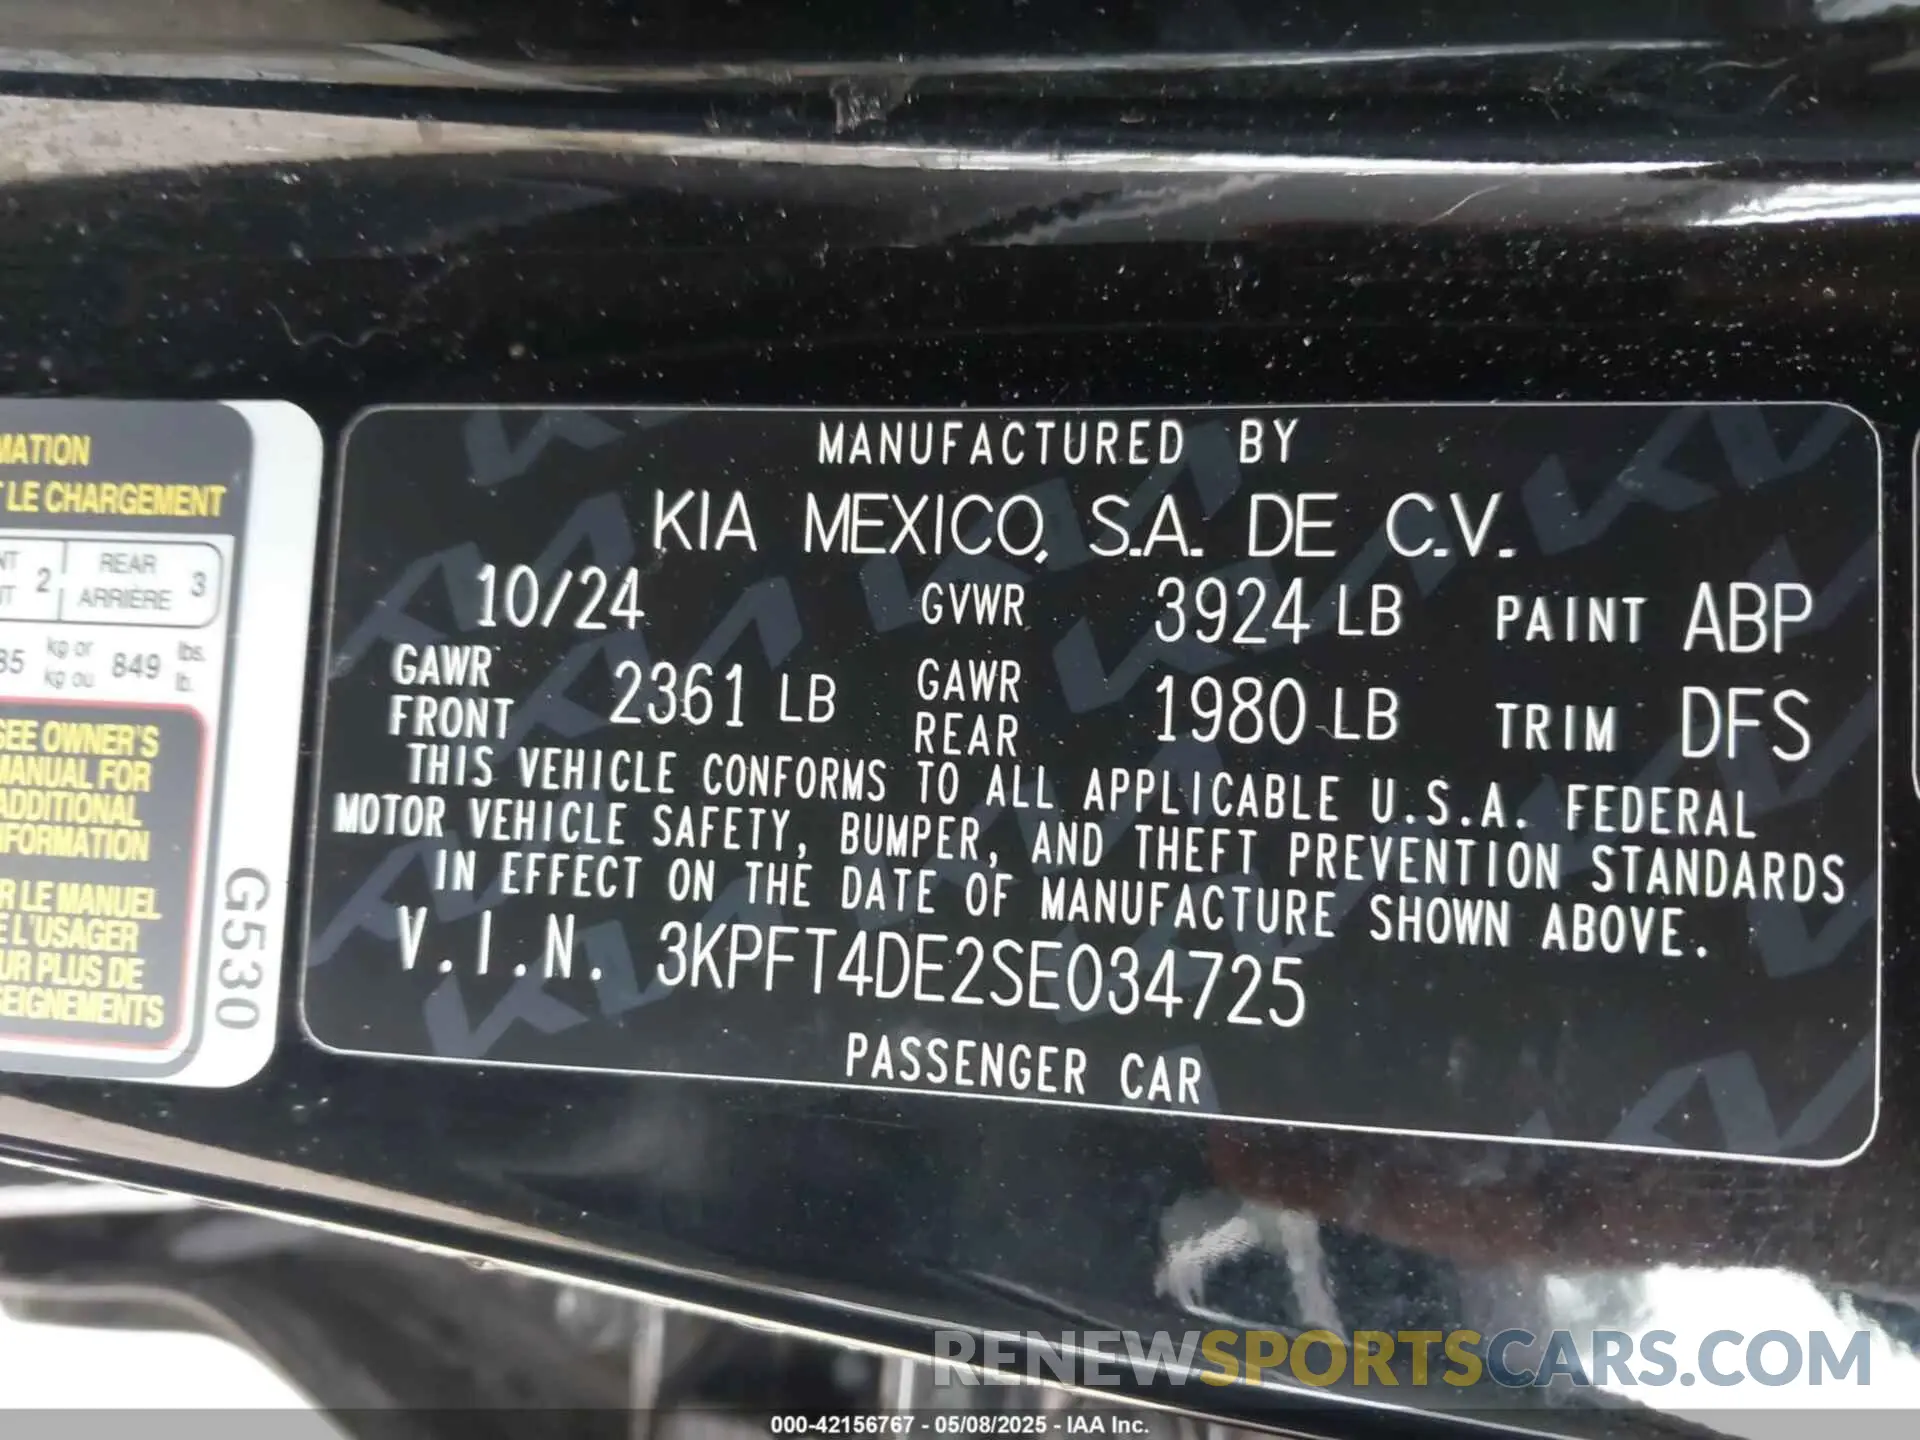 MATION
LE CHARGEMENT
2 REAR 3
ARRIÈRE
kg or 849 lbs.
kg ou lb.
SEE OWNER'S
MANUAL FOR
ADDITIONAL
INFORMATION
LE MANUEL
L'USAGER
PLUS DE
G530
MANUFACTURED BY
KIA MEXICO, S.A. DE C.V.
10/24 GVWR 3924 LB PAINT ABP
GAWR FRONT 2361 LB GAWR REAR 1980 LB TRIM DFS
THIS VEHICLE CONFORMS TO ALL APPLICABLE U.S.A. FEDERAL
MOTOR VEHICLE SAFETY, BUMPER, AND THEFT PREVENTION STANDARDS
IN EFFECT ON THE DATE OF MANUFACTURE SHOWN ABOVE.
V.I.N. 3KPFT4DE2SE034725
PASSENGER CAR
RENEWSPORTSCARS.COM
000-42156767 - 05/08/2025 - IAA Inc.